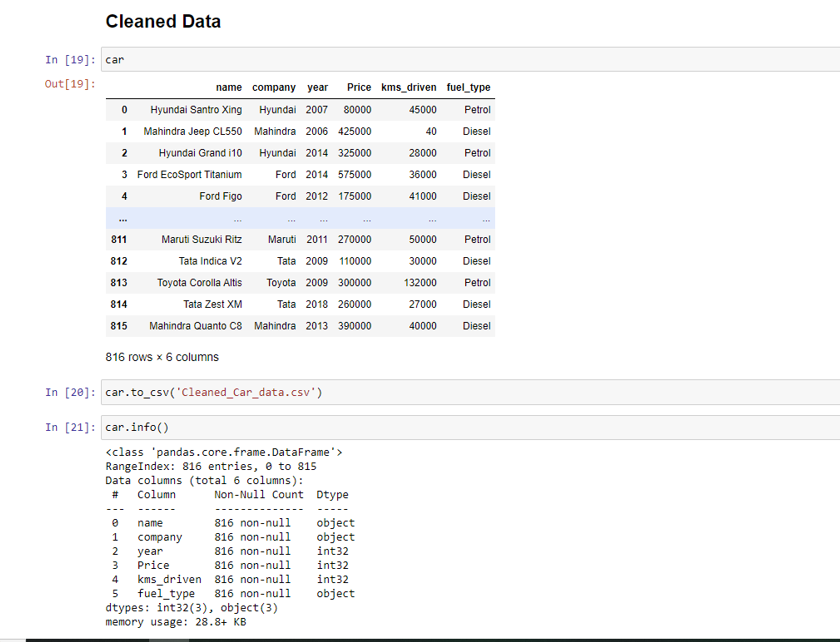 Cleaned Data
In [19]: car
Out[19]:
name company year Price kms_driven fuel_type
0 Hyundai Santro Xing Hyundai 2007 80000 45000 Petrol
1 Mahindra Jeep CL550 Mahindra 2006 425000 40 Diesel
2 Hyundai Grand i10 Hyundai 2014 325000 28000 Petrol
3 Ford EcoSport Titanium Ford 2014 575000 36000 Diesel
4 Ford Figo Ford 2012 175000 41000 Diesel
... ... ... ... ... ... ...
811 Maruti Suzuki Ritz Maruti 2011 270000 50000 Petrol
812 Tata Indica V2 Tata 2009 110000 30000 Diesel
813 Toyota Corolla Altis Toyota 2009 300000 132000 Petrol
814 Tata Zest XM Tata 2018 260000 27000 Diesel
815 Mahindra Quanto C8 Mahindra 2013 390000 40000 Diesel
816 rows × 6 columns
In [20]: car.to_csv('Cleaned_Car_data.csv')
In [21]: car.info()
<class 'pandas.core.frame.DataFrame'>
RangeIndex: 816 entries, 0 to 815
Data columns (total 6 columns):
# Column Non-Null Count Dtype
--- ------ -------------- -----
0 name 816 non-null object
1 company 816 non-null object
2 year 816 non-null int32
3 Price 816 non-null int32
4 kms_driven 816 non-null int32
5 fuel_type 816 non-null object
dtypes: int32(3), object(3)
memory usage: 28.8+ KB